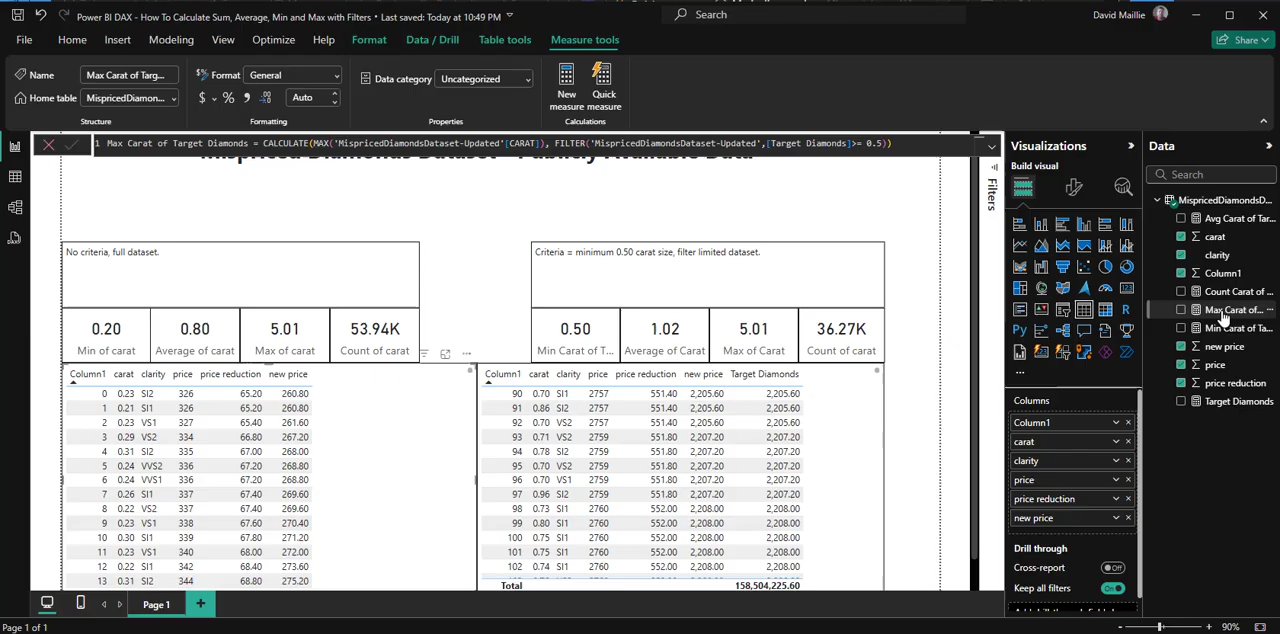 Power BI DAX - How To Calculate Sum, Average, Min and Max with Filters • Last saved: Today at 10:49 PM
Search
David Maillie
File Home Insert Modeling View Optimize Help Format Data / Drill Table tools Measure tools
Share
Name Max Carat of Targ...
Home table MispricedDiamon...
Structure
Format General
$ % 9 Auto
Formatting
Data category Uncategorized
Properties
New measure
Quick measure
Calculations
1 Max Carat of Target Diamonds = CALCULATE(MAX('MispricedDiamondsDataset-Updated'[CARAT]), FILTER('MispricedDiamondsDataset-Updated',[Target Diamonds]>= 0.5))
Mispriced Diamonds Dataset - Publicly Available Data
No criteria, full dataset.
0.20 0.80 5.01 53.94K
Min of carat Average of carat Max of carat Count of carat
Column1 carat clarity price price reduction new price
0 0.23 SI2 326 65.20 260.80
1 0.21 SI1 326 65.20 260.80
2 0.23 VS1 327 65.40 261.60
3 0.29 VS2 334 66.80 267.20
4 0.31 SI2 335 67.00 268.00
5 0.24 VVS2 336 67.20 268.80
6 0.24 VVS1 336 67.20 268.80
7 0.26 SI1 337 67.40 269.60
8 0.22 VS2 337 67.40 269.60
9 0.23 VS1 338 67.60 270.40
10 0.30 SI1 339 67.80 271.20
11 0.23 VS1 340 68.00 272.00
12 0.22 SI1 342 68.40 273.60
13 0.31 SI2 344 68.80 275.20
Criteria = minimum 0.50 carat size, filter limited dataset.
0.50 1.02 5.01 36.27K
Min Carat of T... Average of Carat Max of Carat Count of carat
Column1 carat clarity price price reduction new price Target Diamonds
90 0.70 SI1 2757 551.40 2,205.60 2,205.60
91 0.86 SI2 2757 551.40 2,205.60 2,205.60
92 0.70 VS2 2757 551.40 2,205.60 2,205.60
93 0.71 VS2 2759 551.80 2,207.20 2,207.20
94 0.78 SI2 2759 551.80 2,207.20 2,207.20
95 0.70 VS2 2759 551.80 2,207.20 2,207.20
96 0.70 VS1 2759 551.80 2,207.20 2,207.20
97 0.96 SI2 2759 551.80 2,207.20 2,207.20
98 0.73 SI1 2760 552.00 2,208.00 2,208.00
99 0.80 SI1 2760 552.00 2,208.00 2,208.00
100 0.75 SI1 2760 552.00 2,208.00 2,208.00
101 0.75 SI1 2760 552.00 2,208.00 2,208.00
102 0.74 SI1 2760 552.00 2,208.00 2,208.00
Total 158,504,225.60
Filters
Visualizations
Build visual
Columns
Column1
carat
clarity
price
price reduction
new price
Drill through
Cross-report Off
Keep all filters On
Data
Search
MispricedDiamondsD...
Avg Carat of Tar...
carat
clarity
Column1
Count Carat of ...
Max Carat of...
Min Carat of Ta...
new price
price
price reduction
Target Diamonds
Page 1
Page 1 of 1
90%